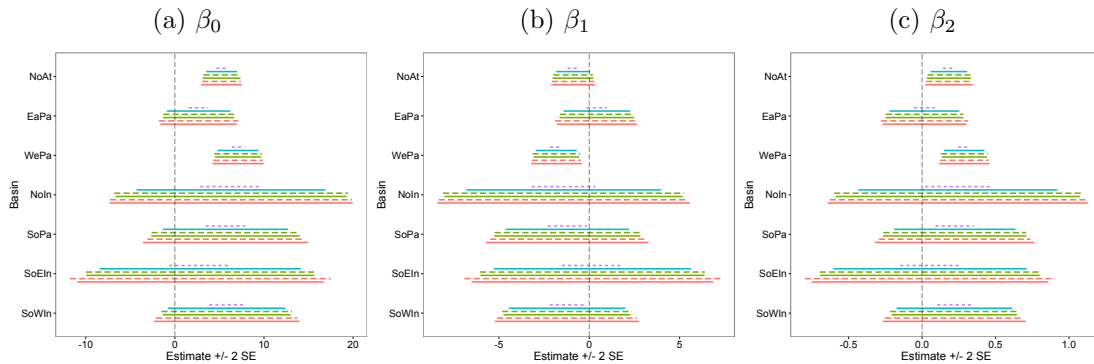 (a) β₀
(b) β₁
(c) β₂
Basin
NoAt
EaPa
WePa
NoIn
SoPa
SoEIn
SoWIn
-10 0 10 20
Estimate +/- 2 SE
Basin
NoAt
EaPa
WePa
NoIn
SoPa
SoEIn
SoWIn
-5 0 5
Estimate +/- 2 SE
Basin
NoAt
EaPa
WePa
NoIn
SoPa
SoEIn
SoWIn
-0.5 0.0 0.5 1.0
Estimate +/- 2 SE